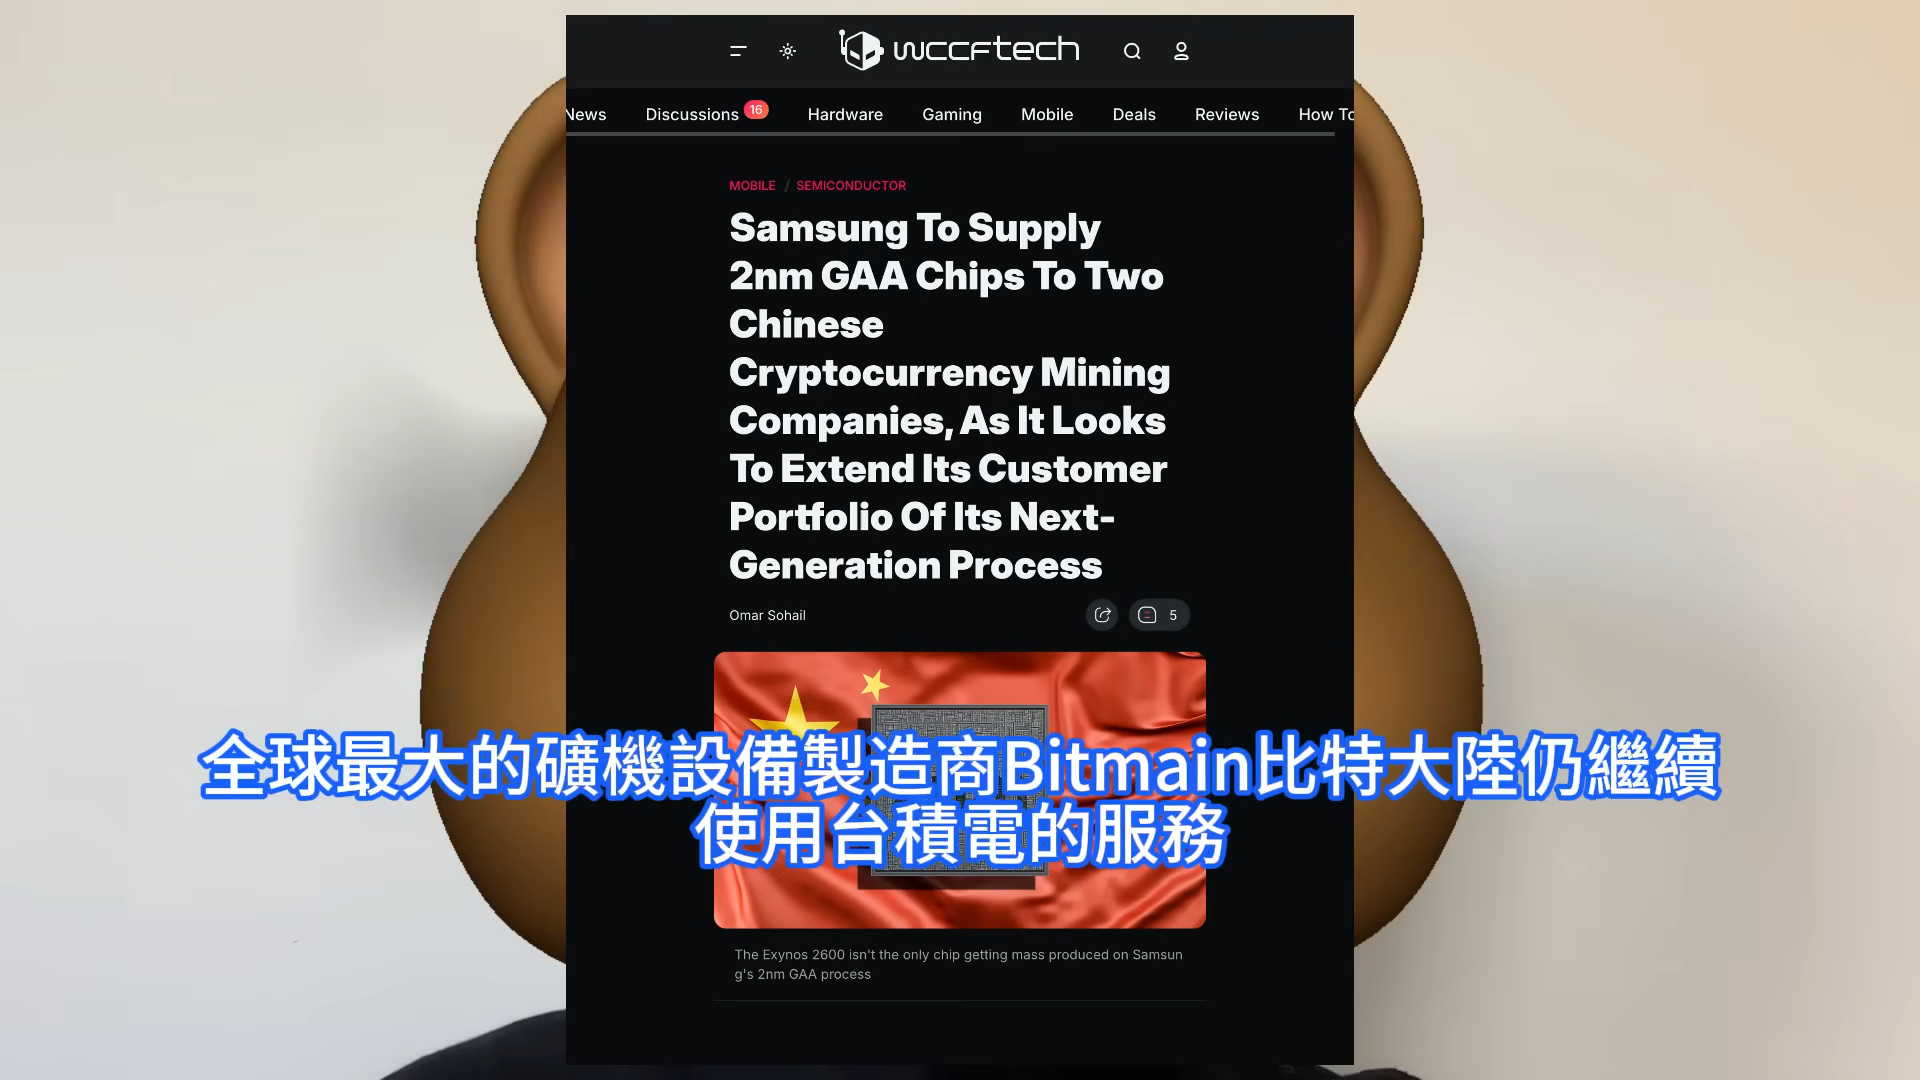 wccftech
News Discussions 16 Hardware Gaming Mobile Deals Reviews How To
MOBILE / SEMICONDUCTOR
Samsung To Supply
2nm GAA Chips To Two
Chinese
Cryptocurrency Mining
Companies, As It Looks
To Extend Its Customer
Portfolio Of Its Next-
Generation Process
Omar Sohail 5
全球最大的礦機設備製造商Bitmain比特大陸仍繼續
使用台積電的服務
The Exynos 2600 isn't the only chip getting mass produced on Samsun
g's 2nm GAA process